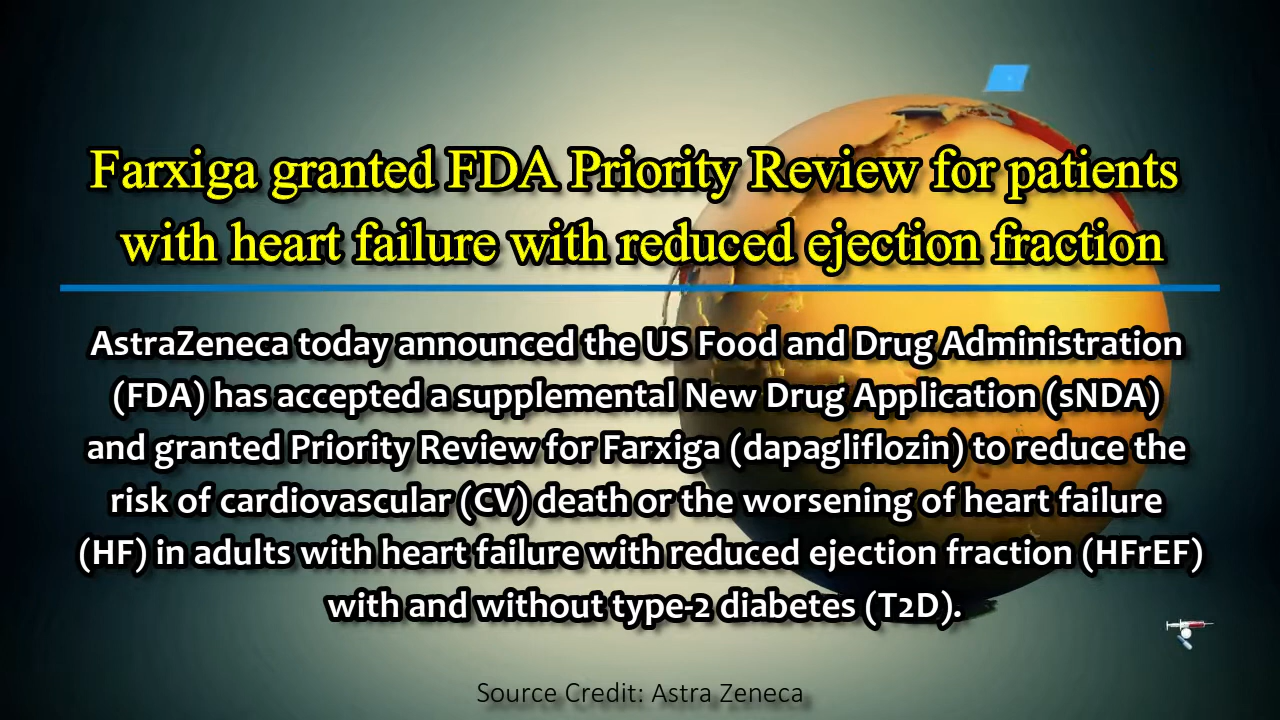 Farxiga granted FDA Priority Review for patients
with heart failure with reduced ejection fraction
AstraZeneca today announced the US Food and Drug Administration
(FDA) has accepted a supplemental New Drug Application (sNDA)
and granted Priority Review for Farxiga (dapagliflozin) to reduce the
risk of cardiovascular (CV) death or the worsening of heart failure
(HF) in adults with heart failure with reduced ejection fraction (HFrEF)
with and without type-2 diabetes (T2D).
Source Credit: Astra Zeneca